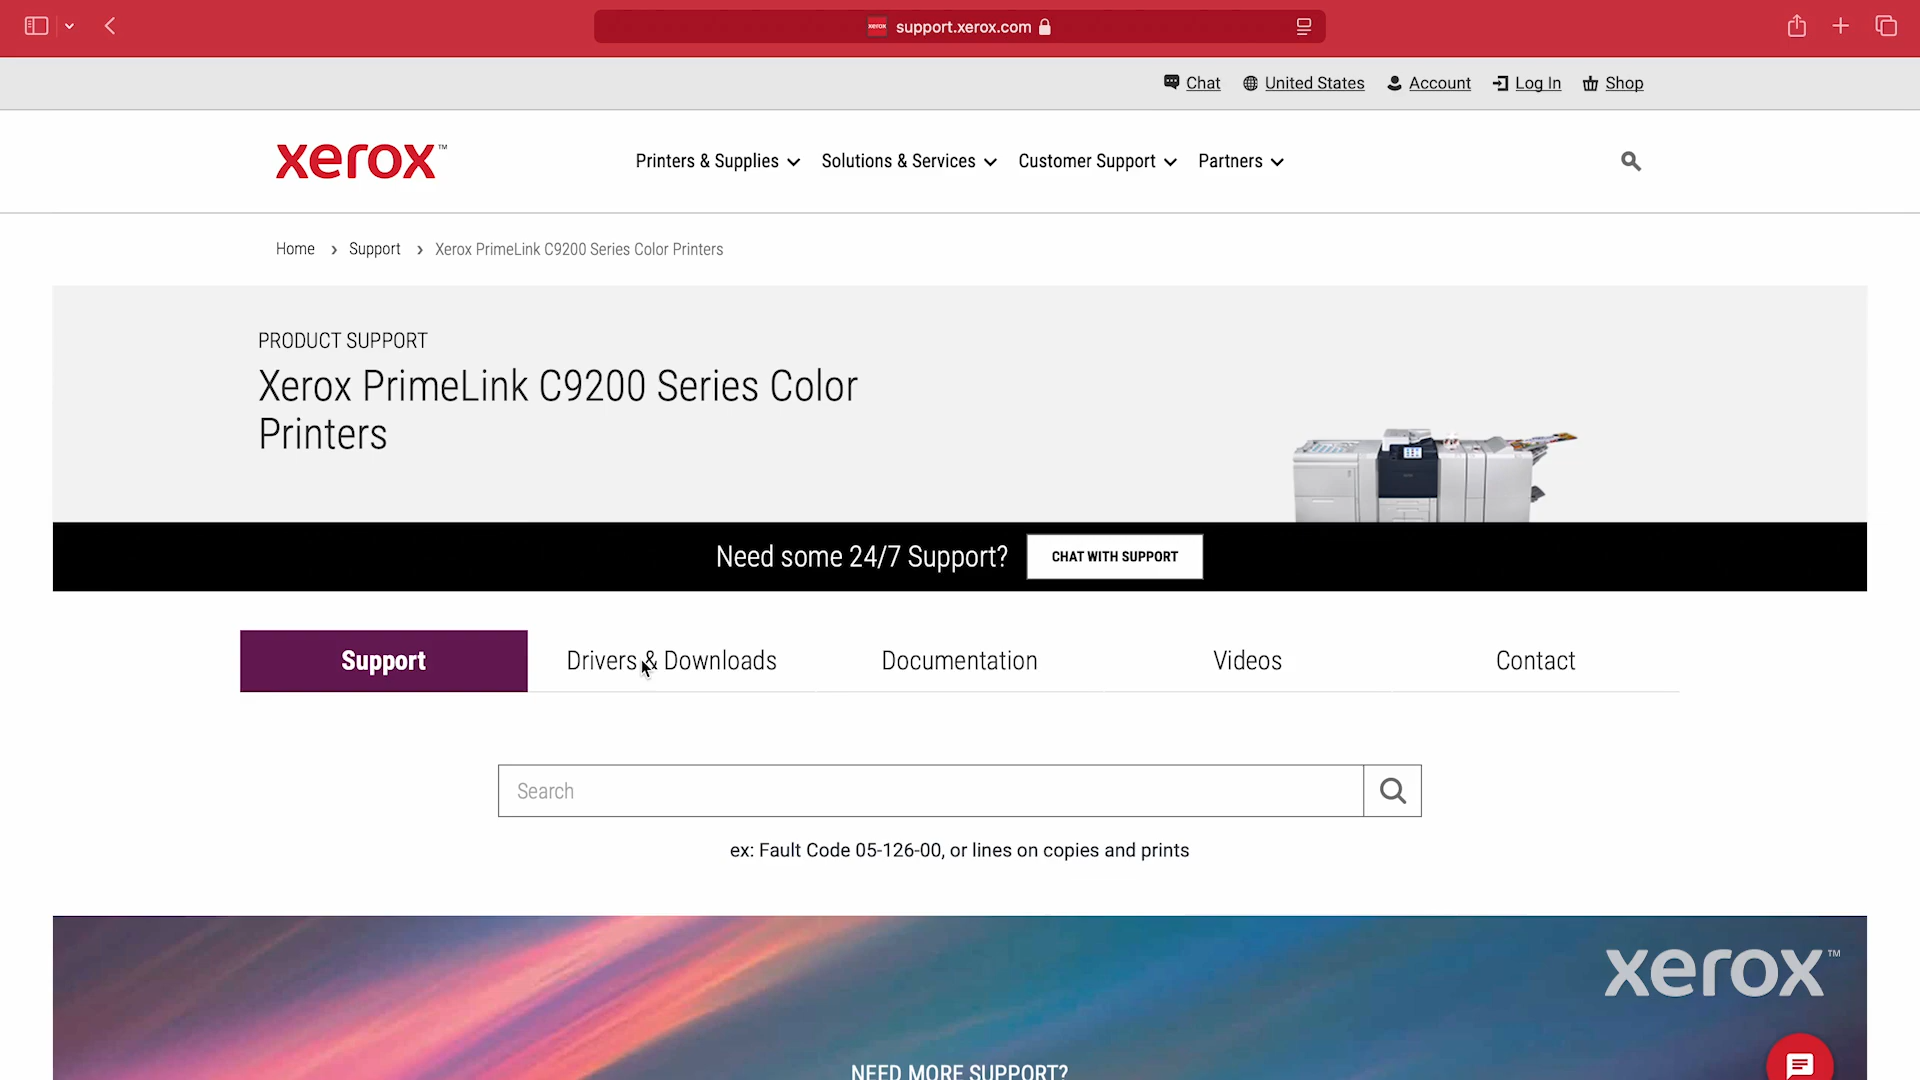 xerox support.xerox.com
Chat United States Account Log In Shop
xerox™ Printers & Supplies Solutions & Services Customer Support Partners
Home › Support › Xerox PrimeLink C9200 Series Color Printers
PRODUCT SUPPORT
Xerox PrimeLink C9200 Series Color
Printers
Need some 24/7 Support? CHAT WITH SUPPORT
Support Drivers & Downloads Documentation Videos Contact
Search
ex: Fault Code 05-126-00, or lines on copies and prints
xerox™
NEED MORE SUPPORT?